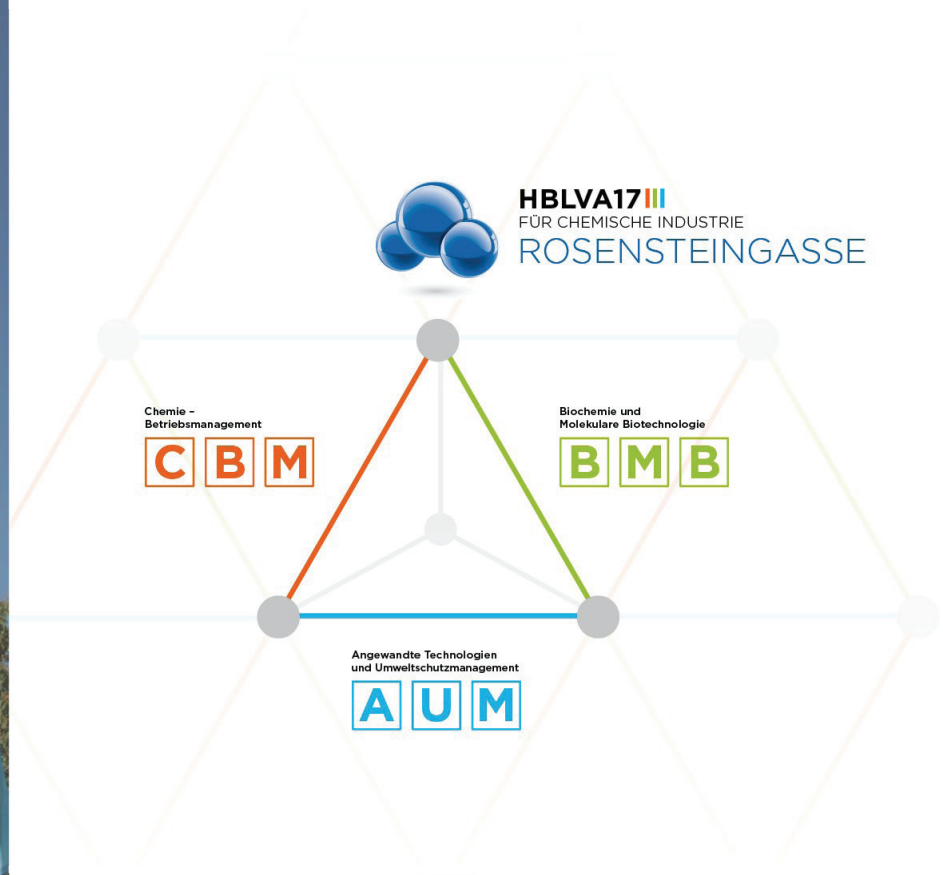 HBLVA17
FÜR CHEMISCHE INDUSTRIE
ROSENSTEINGASSE
Chemie –
Betriebsmanagement
C B M
Biochemie und
Molekulare Biotechnologie
B M B
Angewandte Technologien
und Umweltschutzmanagement
A U M